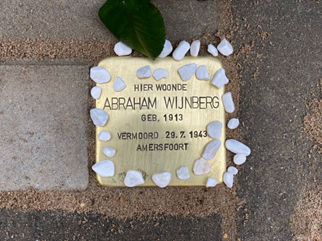 HIER WOONDE
ABRAHAM WIJNBERG
GEB. 1913
VERMOORD 29.7.1943
AMERSFOORT